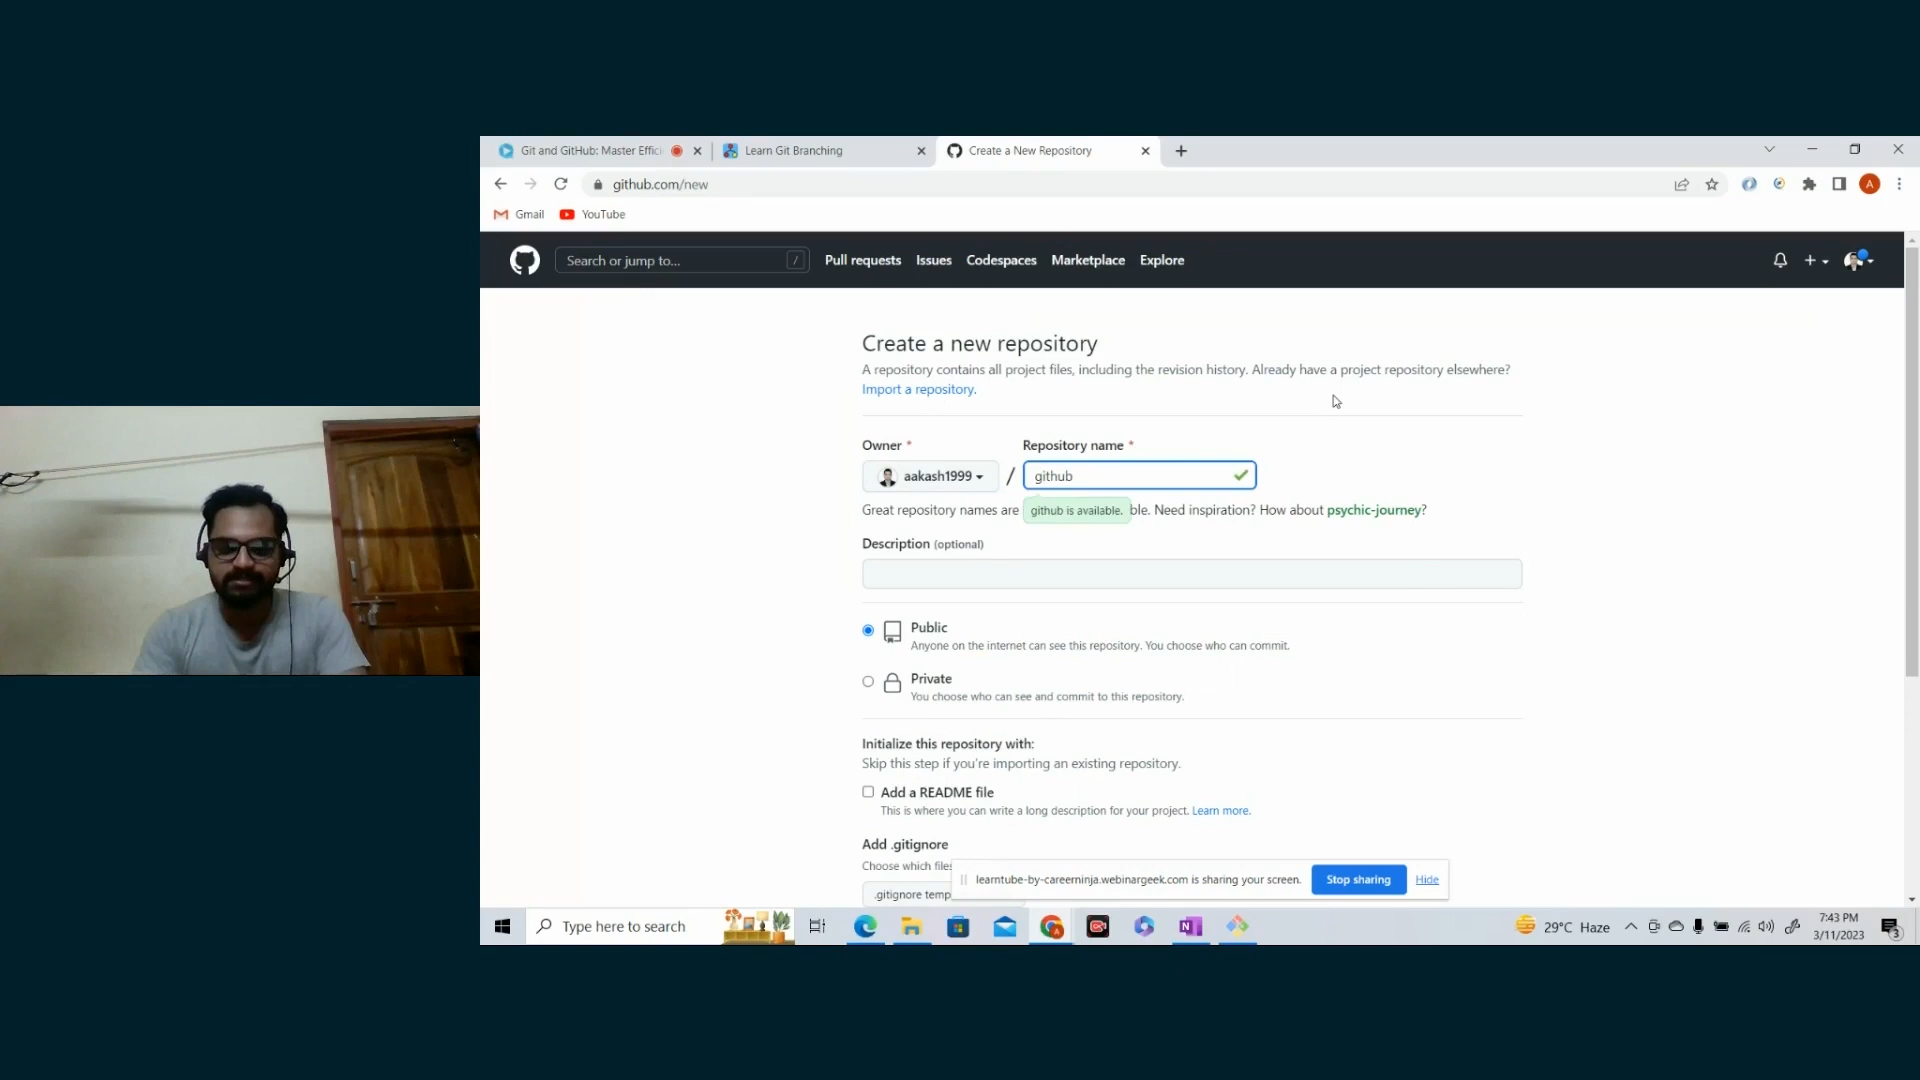 Git and GitHub: Master Effici
Learn Git Branching
Create a New Repository
github.com/new
A
Gmail
YouTube
Search or jump to...
/
Pull requests
Issues
Codespaces
Marketplace
Explore
Create a new repository
A repository contains all project files, including the revision history. Already have a project repository elsewhere?
Import a repository.
Owner *
Repository name *
aakash1999
/
github
Great repository names are
github is available.
ble. Need inspiration? How about psychic-journey?
Description (optional)
Public
Anyone on the internet can see this repository. You choose who can commit.
Private
You choose who can see and commit to this repository.
Initialize this repository with:
Skip this step if you're importing an existing repository.
Add a README file
This is where you can write a long description for your project. Learn more.
Add .gitignore
Choose which files
.gitignore temp
learntube-by-careerninja.webinargeek.com is sharing your screen.
Stop sharing
Hide
Type here to search
29°C Haze
7:43 PM
3/11/2023
3